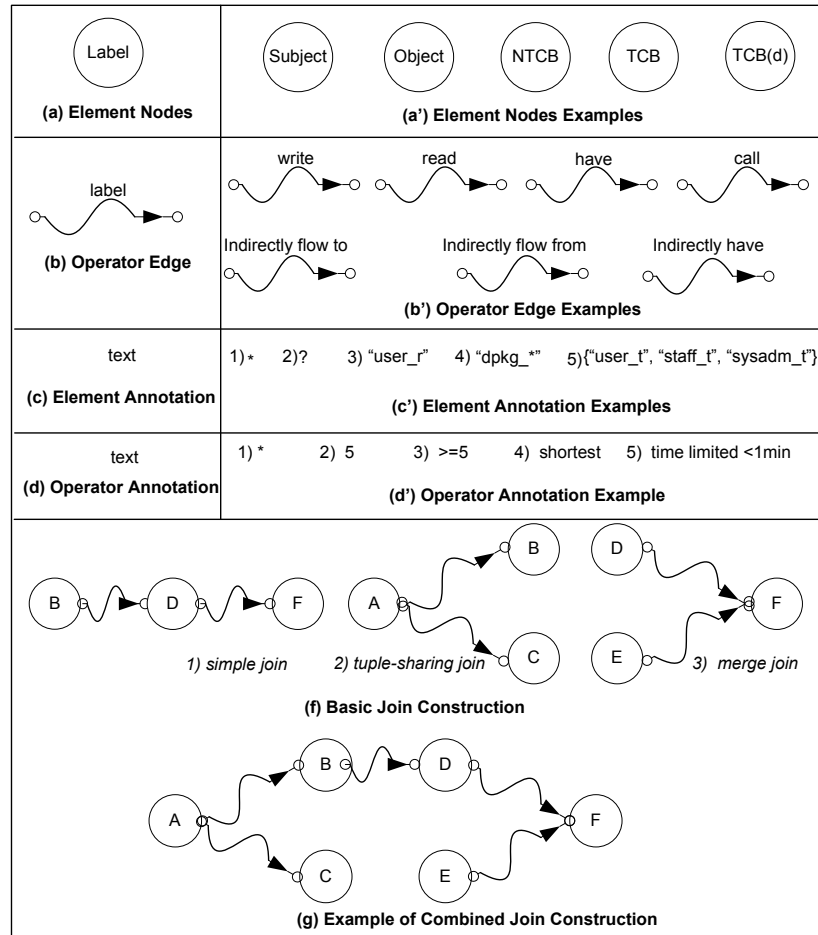 Label
Subject
Object
NTCB
TCB
TCB(d)
(a) Element Nodes
(a') Element Nodes Examples
label
write
read
have
call
Indirectly flow to
Indirectly flow from
Indirectly have
(b) Operator Edge
(b') Operator Edge Examples
text
1) *
2)?
3) “user_r”
4) “dpkg_*”
5){“user_t”, “staff_t”, “sysadm_t”}
(c) Element Annotation
(c') Element Annotation Examples
text
1) *
2) 5
3) >=5
4) shortest
5) time limited <1min
(d) Operator Annotation
(d') Operator Annotation Example
B
D
F
1) simple join
A
B
C
2) tuple-sharing join
D
E
F
3) merge join
(f) Basic Join Construction
A
B
D
C
E
F
(g) Example of Combined Join Construction